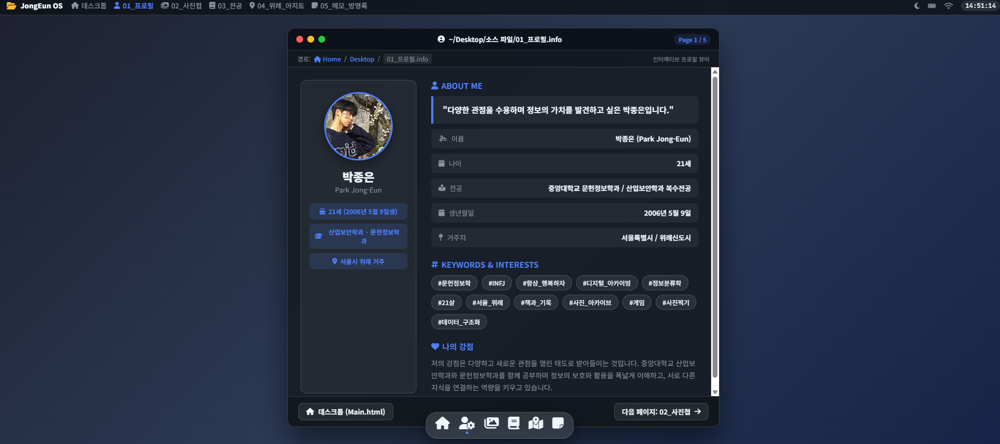 JongEun OS 데스크톱 01_프로필 02_사진첩 03_전공 04_위례_아지트 05_메모_방명록 14:51:14
~/Desktop/소스 파일/01_프로필.info Page 1 / 5
경로: Home / Desktop / 01_프로필.info 인터랙티브 프로필 뷰어
박종은
Park Jong-Eun
21세 (2006년 5월 9일생)
산업보안학과 · 문헌정보학
과
서울시 위례 거주
ABOUT ME
"다양한 관점을 수용하며 정보의 가치를 발견하고 싶은 박종은입니다."
이름 박종은 (Park Jong-Eun)
나이 21세
전공 중앙대학교 문헌정보학과 / 산업보안학과 복수전공
생년월일 2006년 5월 9일
거주지 서울특별시 / 위례신도시
# KEYWORDS & INTERESTS
#문헌정보학 #INFJ #항상_행복하자 #디지털_아카이빙 #정보분류학
#21살 #서울_위례 #책과_기록 #사진_아카이브 #게임 #사진찍기
#데이터_구조화
나의 강점
저의 강점은 다양하고 새로운 관점을 열린 태도로 받아들이는 것입니다. 중앙대학교 산업보
안학과와 문헌정보학과를 함께 공부하며 정보의 보호와 활용을 폭넓게 이해하고, 서로 다른
지식을 연결하는 역량을 키우고 있습니다.
데스크톱 (Main.html) 다음 페이지: 02_사진첩 →